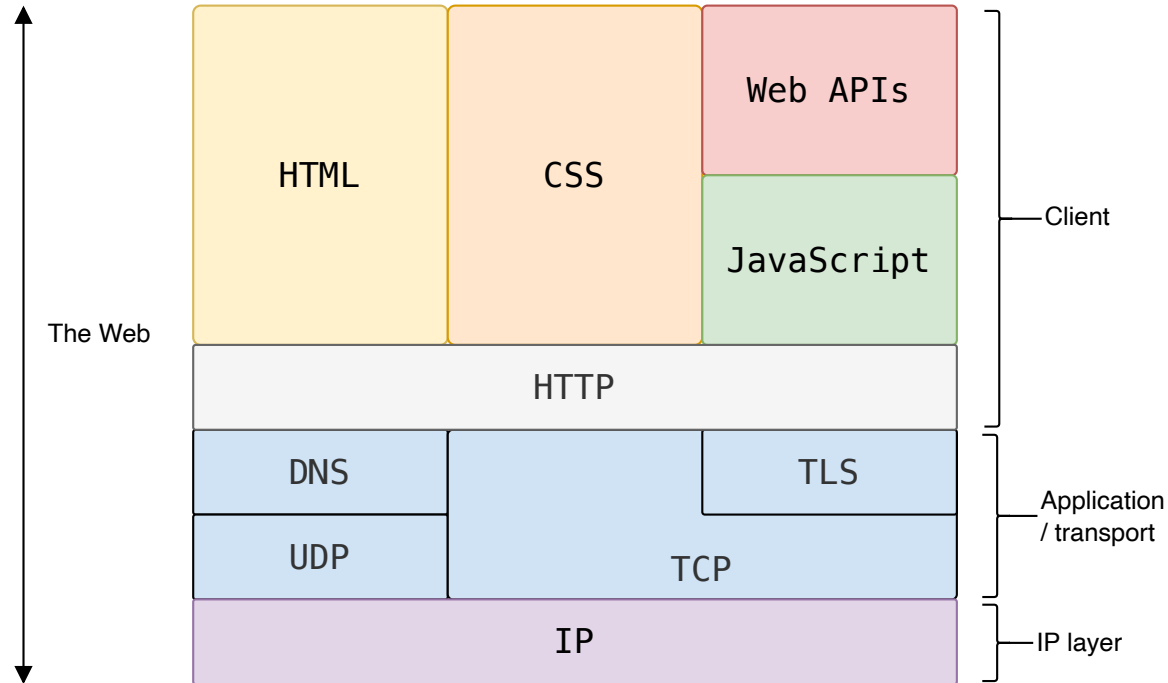 Web APIs
HTML
CSS
Client
JavaScript
The Web
HTTP
DNS
TLS
Application
/ transport
UDP
TCP
IP
IP layer